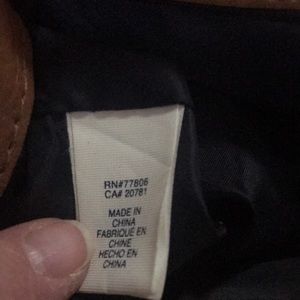 RN#77806
CA# 20781
MADE IN
CHINA
FABRIQUÉ EN
CHINE
HECHO EN
CHINA